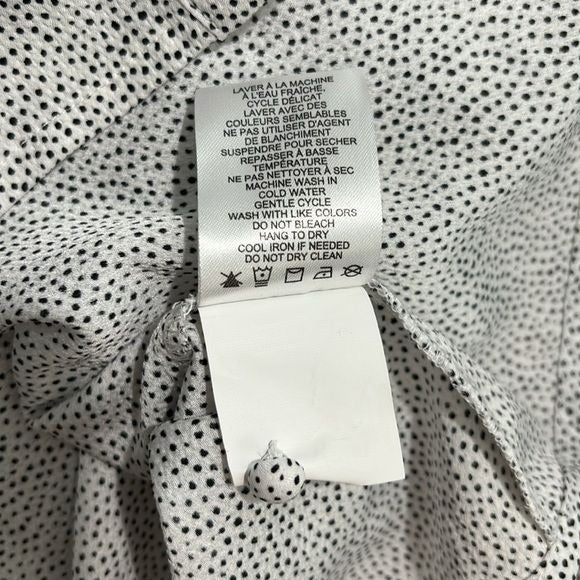 LAVER À LA MACHINE
À L'EAU FRAÎCHE,
CYCLE DÉLICAT
LAVER AVEC DES
COULEURS SEMBLABLES
NE PAS UTILISER D'AGENT
DE BLANCHIMENT
SUSPENDRE POUR SECHER
REPASSER À BASSE
TEMPÉRATURE
NE PAS NETTOYER À SEC
MACHINE WASH IN
COLD WATER
GENTLE CYCLE
WASH WITH LIKE COLORS
DO NOT BLEACH
HANG TO DRY
COOL IRON IF NEEDED
DO NOT DRY CLEAN